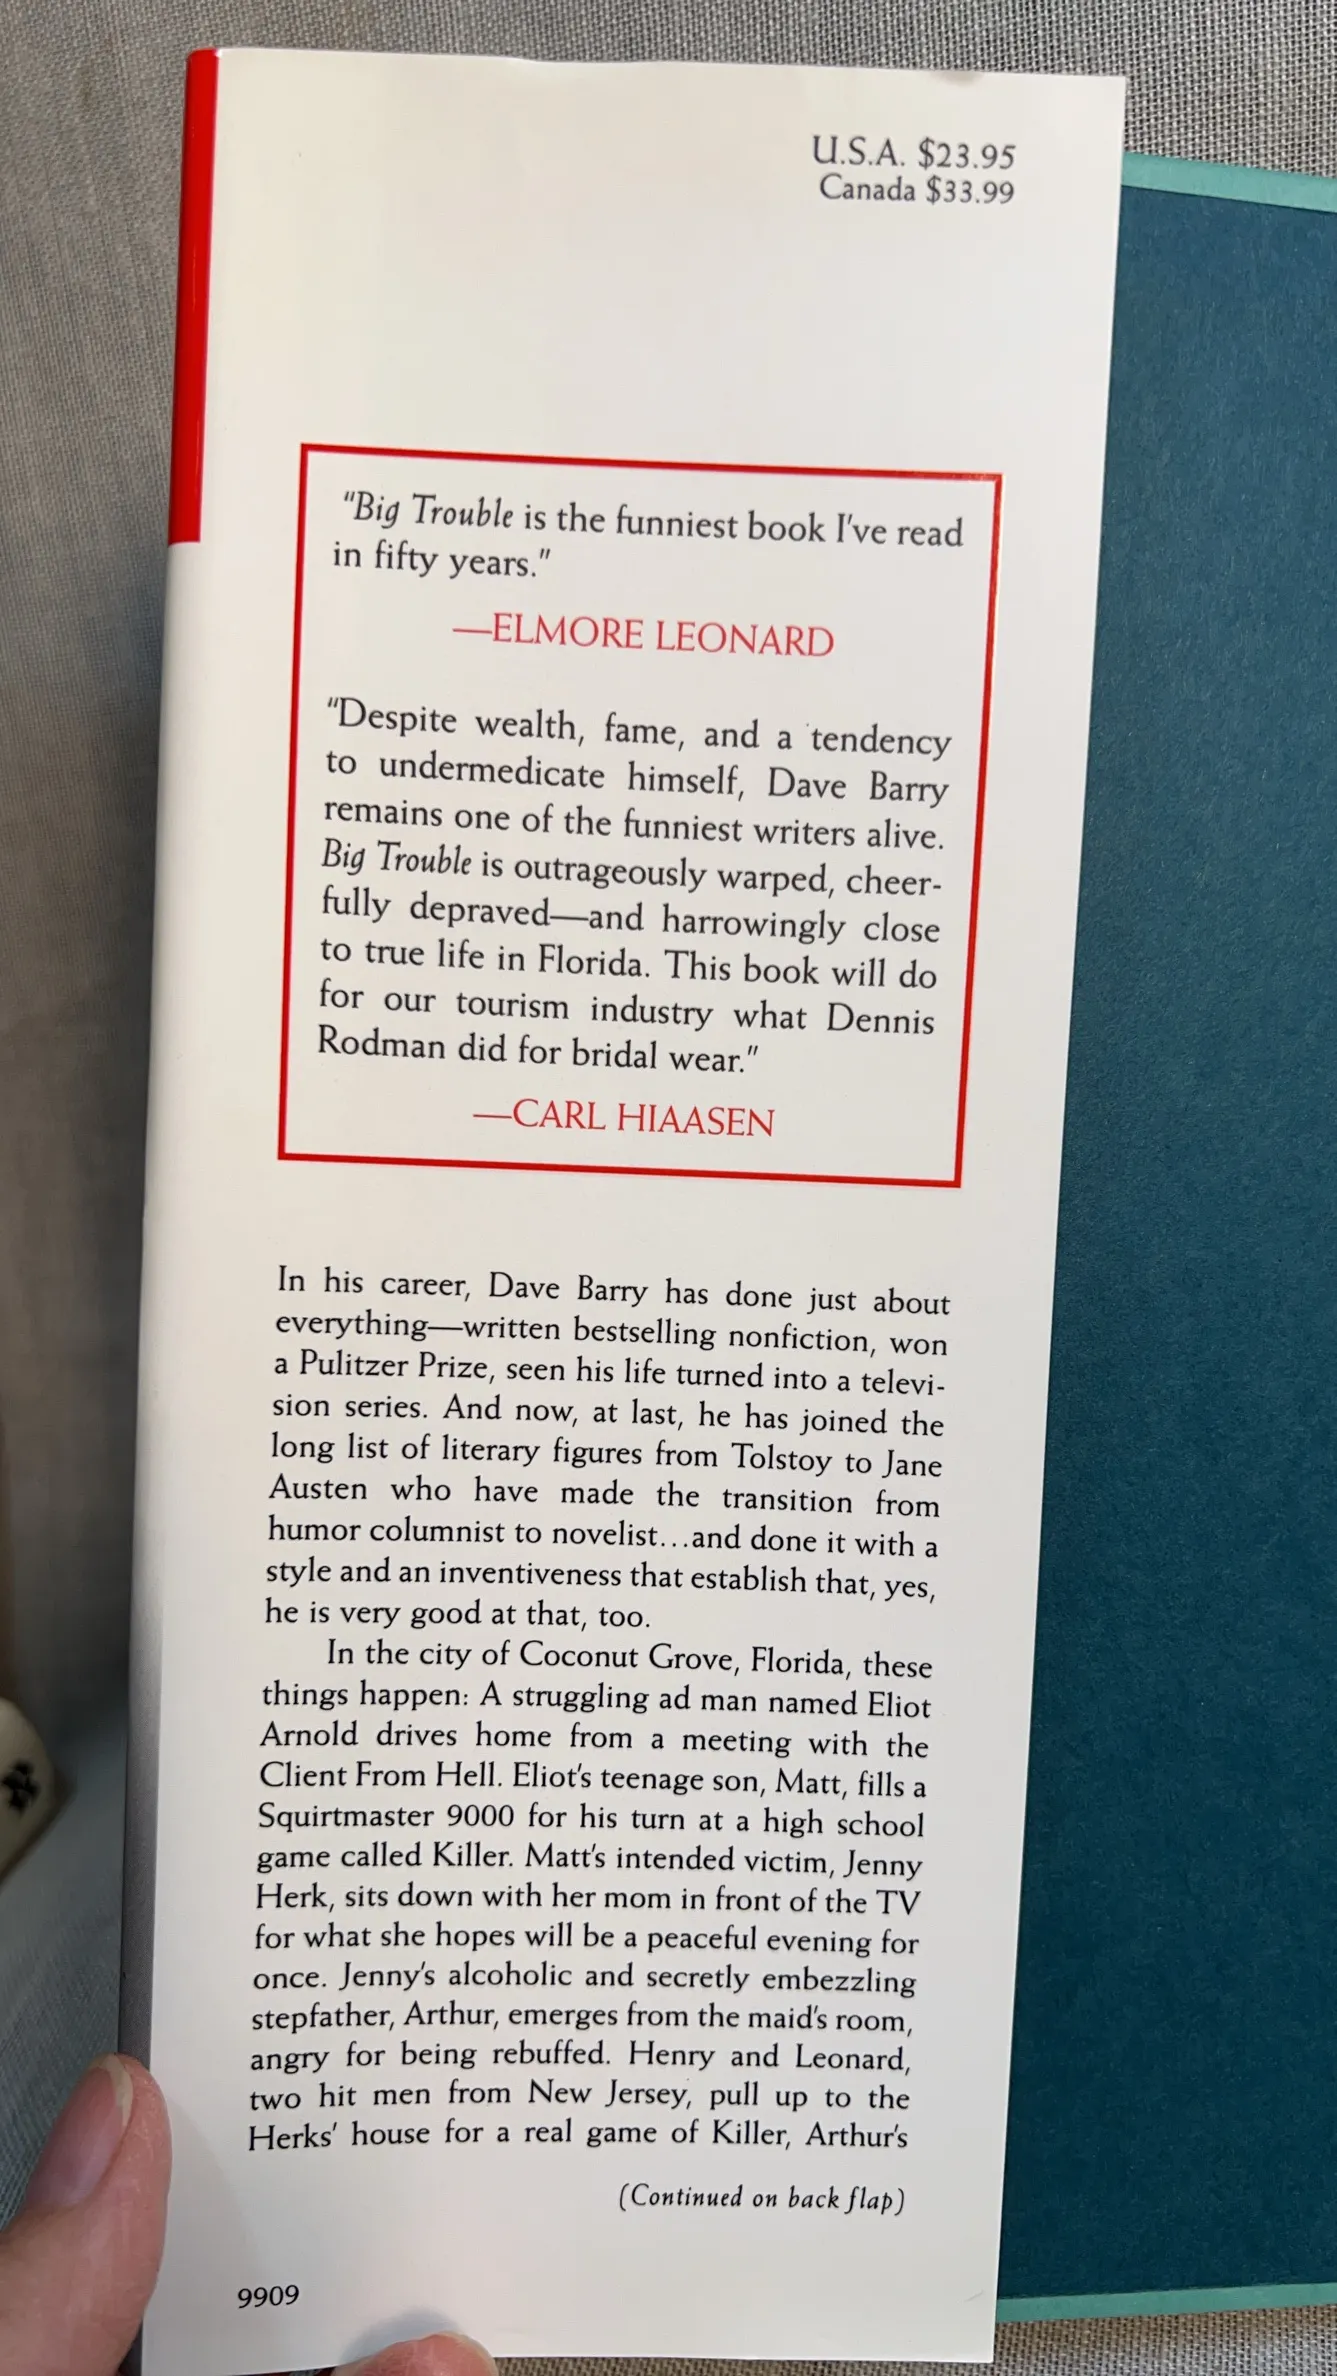 U.S.A. $23.95
Canada $33.99
"Big Trouble is the funniest book I've read
in fifty years."
—ELMORE LEONARD
"Despite wealth, fame, and a tendency
to undermedicate himself, Dave Barry
remains one of the funniest writers alive.
Big Trouble is outrageously warped, cheer-
fully depraved—and harrowingly close
to true life in Florida. This book will do
for our tourism industry what Dennis
Rodman did for bridal wear."
—CARL HIAASEN
In his career, Dave Barry has done just about
everything—written bestselling nonfiction, won
a Pulitzer Prize, seen his life turned into a televi-
sion series. And now, at last, he has joined the
long list of literary figures from Tolstoy to Jane
Austen who have made the transition from
humor columnist to novelist...and done it with a
style and an inventiveness that establish that, yes,
he is very good at that, too.
In the city of Coconut Grove, Florida, these
things happen: A struggling ad man named Eliot
Arnold drives home from a meeting with the
Client From Hell. Eliot's teenage son, Matt, fills a
Squirtmaster 9000 for his turn at a high school
game called Killer. Matt's intended victim, Jenny
Herk, sits down with her mom in front of the TV
for what she hopes will be a peaceful evening for
once. Jenny's alcoholic and secretly embezzling
stepfather, Arthur, emerges from the maid's room,
angry for being rebuffed. Henry and Leonard,
two hit men from New Jersey, pull up to the
Herks' house for a real game of Killer, Arthur's
(Continued on back flap)
9909